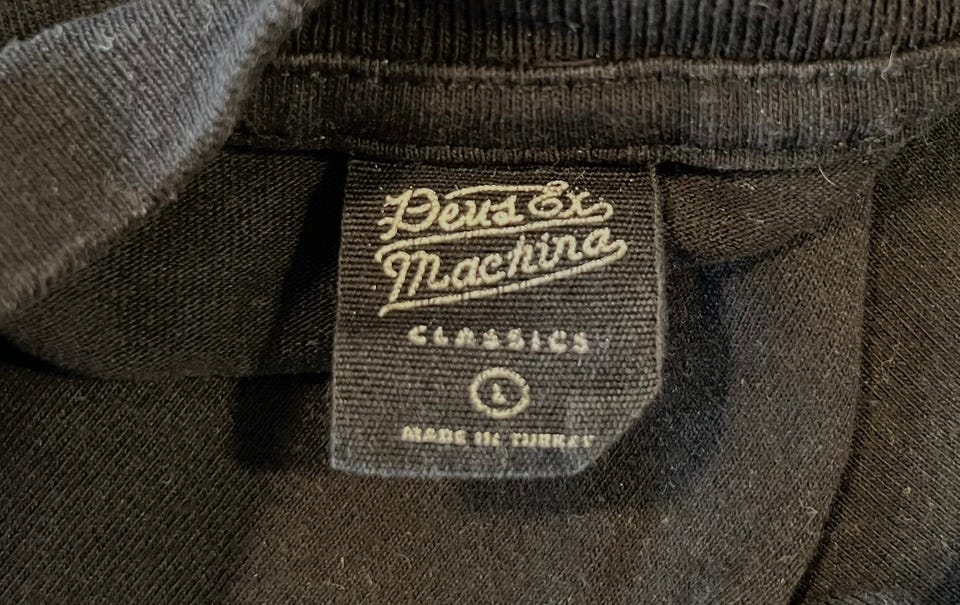 Deus Ex
Machina
CLASSICS
L
MADE IN TURKEY